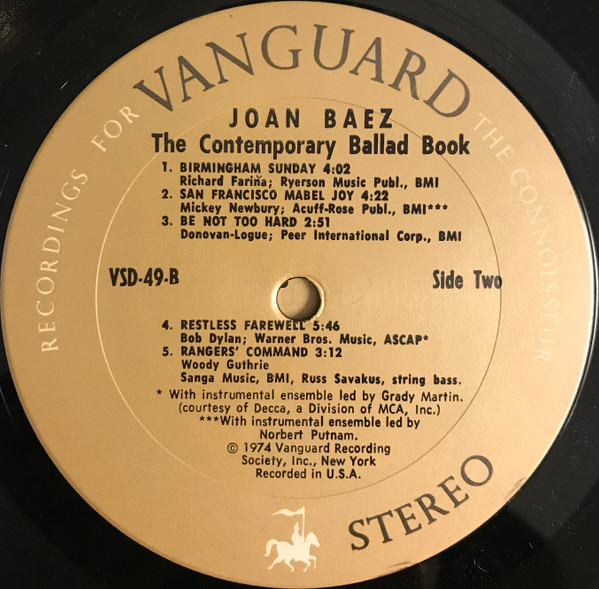 RECORDINGS FOR VANGUARD THE CONNOISSEUR
JOAN BAEZ
The Contemporary Ballad Book
1. BIRMINGHAM SUNDAY 4:02
Richard Fariña; Ryerson Music Publ., BMI
2. SAN FRANCISCO MABEL JOY 4:22
Mickey Newbury; Acuff-Rose Publ., BMI***
3. BE NOT TOO HARD 2:51
Donovan-Logue; Peer International Corp., BMI
VSD-49-B Side Two
4. RESTLESS FAREWELL 5:46
Bob Dylan; Warner Bros. Music, ASCAP*
5. RANGERS' COMMAND 3:12
Woody Guthrie
Sanga Music, BMI, Russ Savakus, string bass.
* With instrumental ensemble led by Grady Martin.
(courtesy of Decca, a Division of MCA, Inc.)
***With instrumental ensemble led by
Norbert Putnam.
© 1974 Vanguard Recording
Society, Inc., New York
Recorded in U.S.A.
STEREO